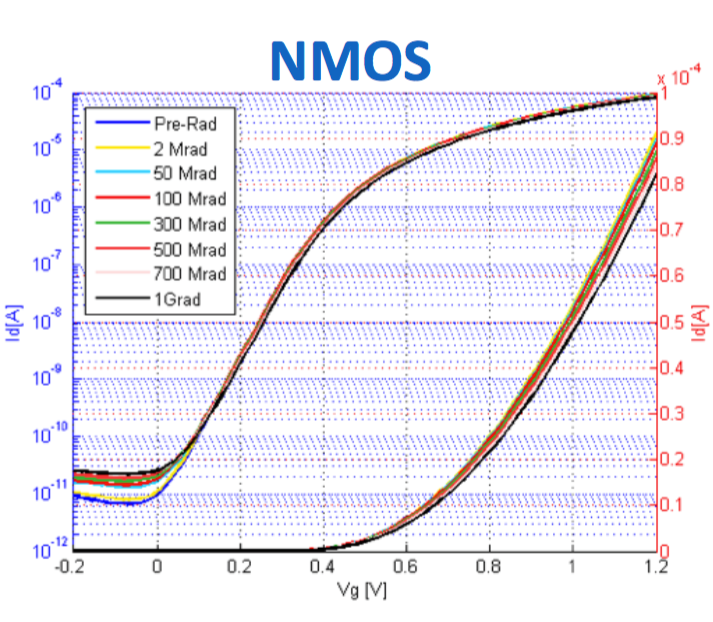 NMOS
x 10^-4
10^-4
10^-5
10^-6
10^-7
10^-8
10^-9
10^-10
10^-11
10^-12
Id[A]
Pre-Rad
2 Mrad
50 Mrad
100 Mrad
300 Mrad
500 Mrad
700 Mrad
1Grad
1
0.9
0.8
0.7
0.6
0.5
0.4
0.3
0.2
0.1
0
Id[A]
-0.2 0 0.2 0.4 0.6 0.8 1 1.2
Vg [V]